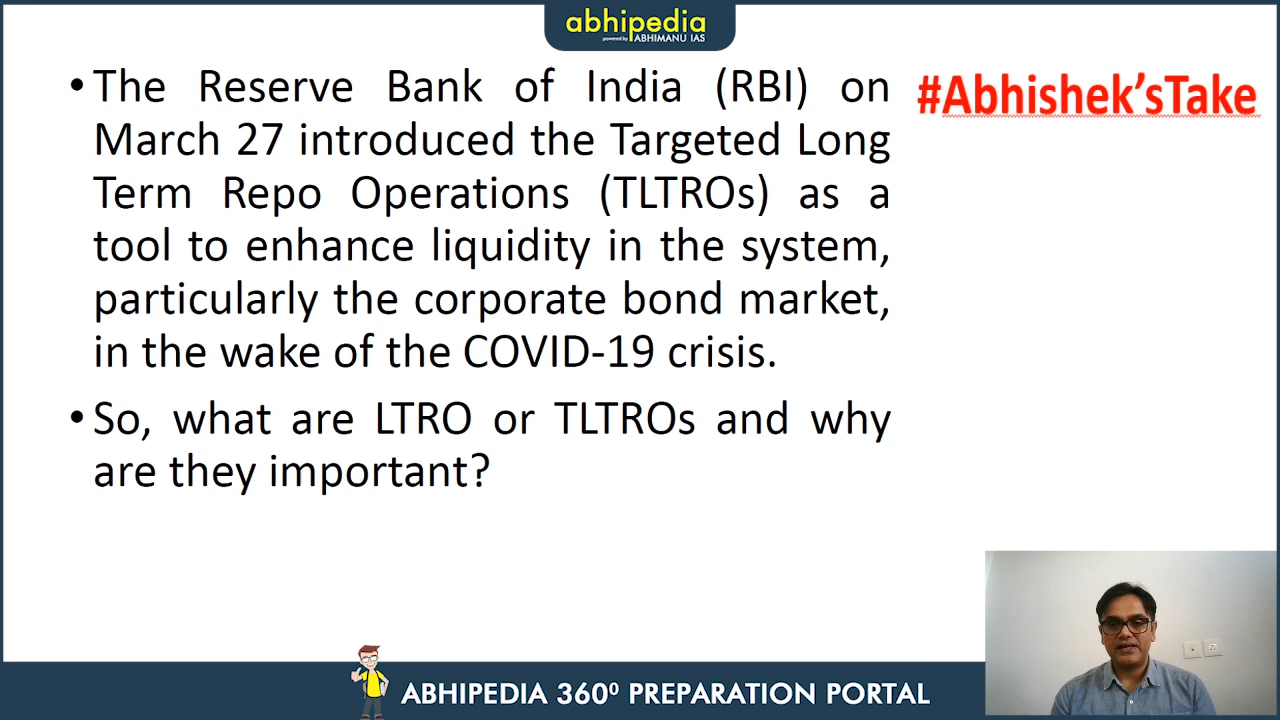 abhipedia
powered by ABHIMANU IAS
• The Reserve Bank of India (RBI) on
March 27 introduced the Targeted Long
Term Repo Operations (TLTROs) as a
tool to enhance liquidity in the system,
particularly the corporate bond market,
in the wake of the COVID-19 crisis.
• So, what are LTRO or TLTROs and why
are they important?
#Abhishek’sTake
ABHIPEDIA 360⁰ PREPARATION PORTAL